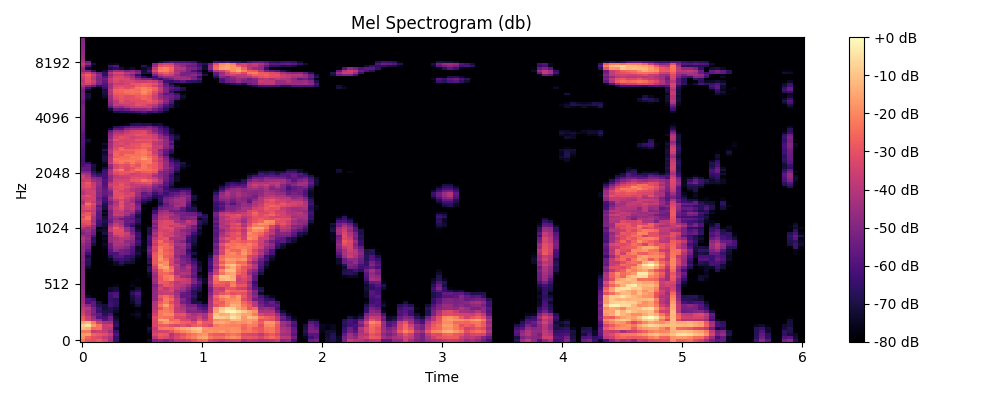 Mel Spectrogram (db)
8192
4096
2048
1024
512
0
Hz
0 1 2 3 4 5 6
Time
+0 dB
-10 dB
-20 dB
-30 dB
-40 dB
-50 dB
-60 dB
-70 dB
-80 dB